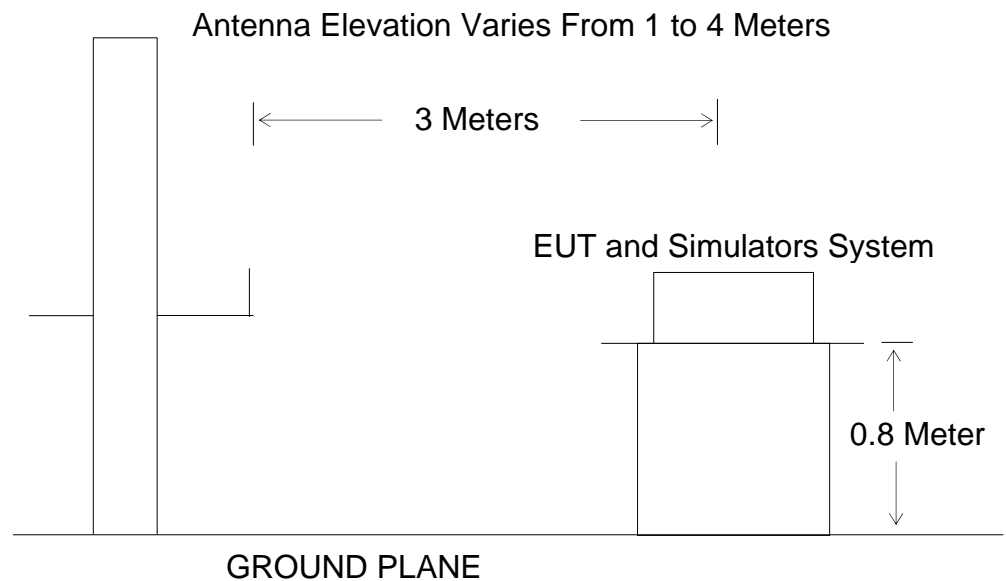 Antenna Elevation Varies From 1 to 4 Meters
3 Meters
EUT and Simulators System
0.8 Meter
GROUND PLANE